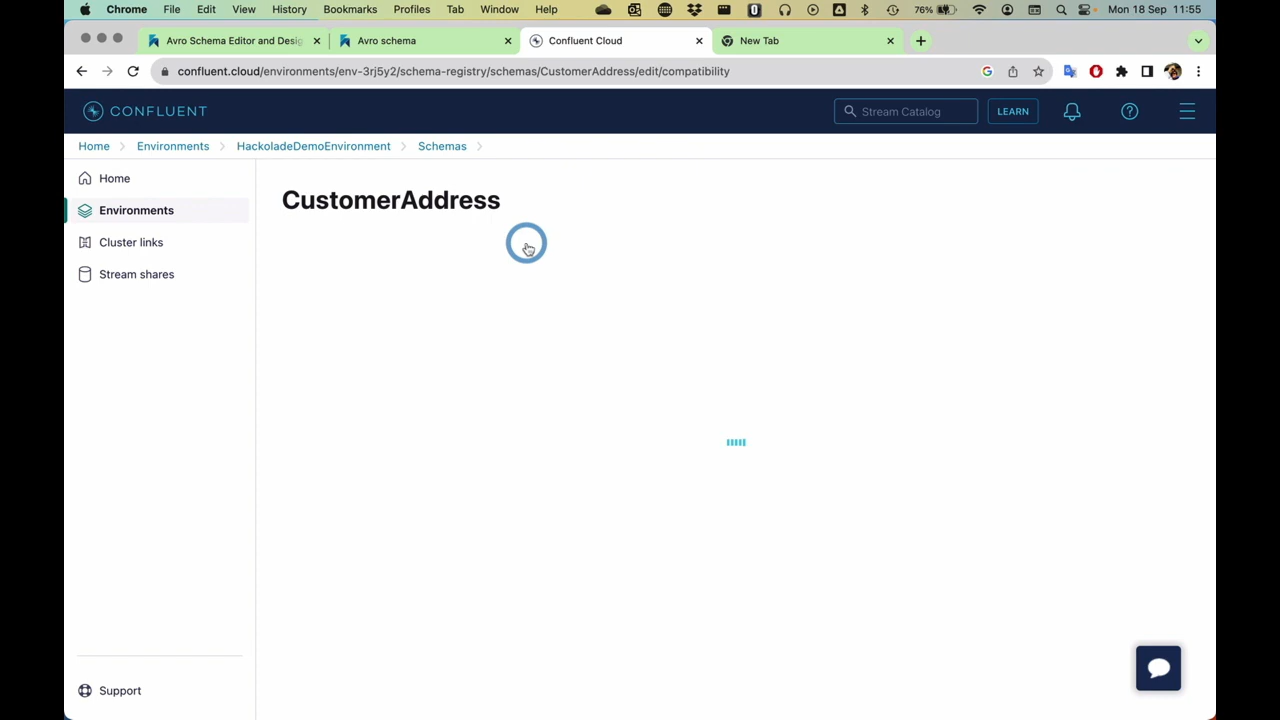 Chrome File Edit View History Bookmarks Profiles Tab Window Help 76% Mon 18 Sep 11:55
Avro Schema Editor and Desig
Avro schema
Confluent Cloud
New Tab
confluent.cloud/environments/env-3rj5y2/schema-registry/schemas/CustomerAddress/edit/compatibility
CONFLUENT
Stream Catalog
LEARN
Home
Environments
HackoladeDemoEnvironment
Schemas
Home
Environments
Cluster links
Stream shares
CustomerAddress
Support